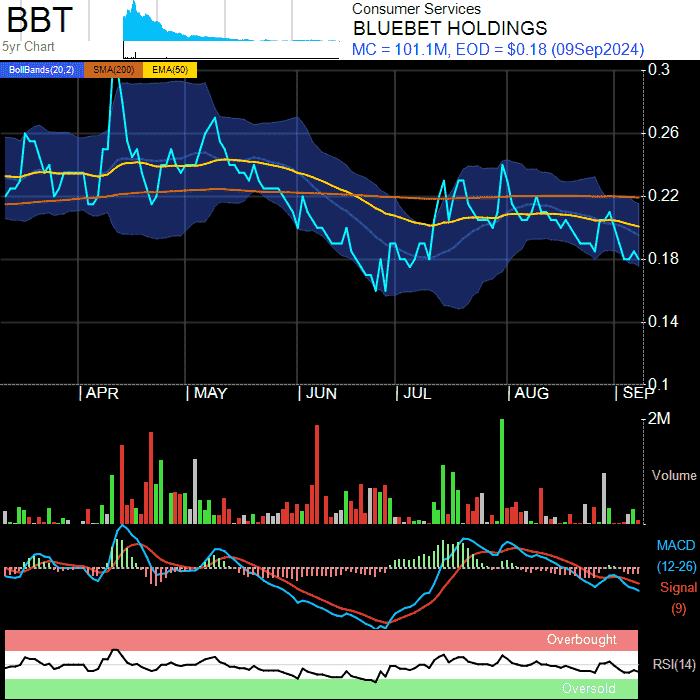 BBT
5yr Chart
Consumer Services
BLUEBET HOLDINGS
MC = 101.1M, EOD = $0.18 (09Sep2024)
BollBands(20,2) SMA(200) EMA(50)
0.3
0.26
0.22
0.18
0.14
0.1
APR MAY JUN JUL AUG SEP
2M
Volume
MACD
(12-26)
Signal
(9)
Overbought
RSI(14)
Oversold